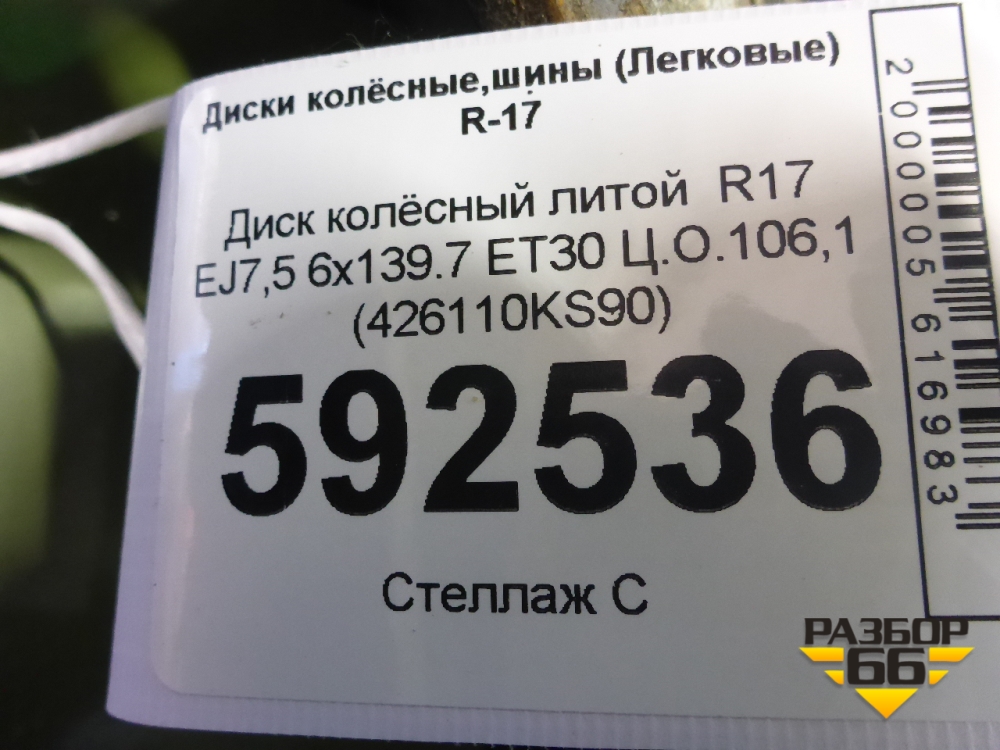 Диски колёсные,шины (Легковые)
R-17
Диск колёсный литой R17
EJ7,5 6x139.7 ET30 Ц.О.106,1
(426110KS90)
592536
Стеллаж С
2000005616983
РАЗБОР
66